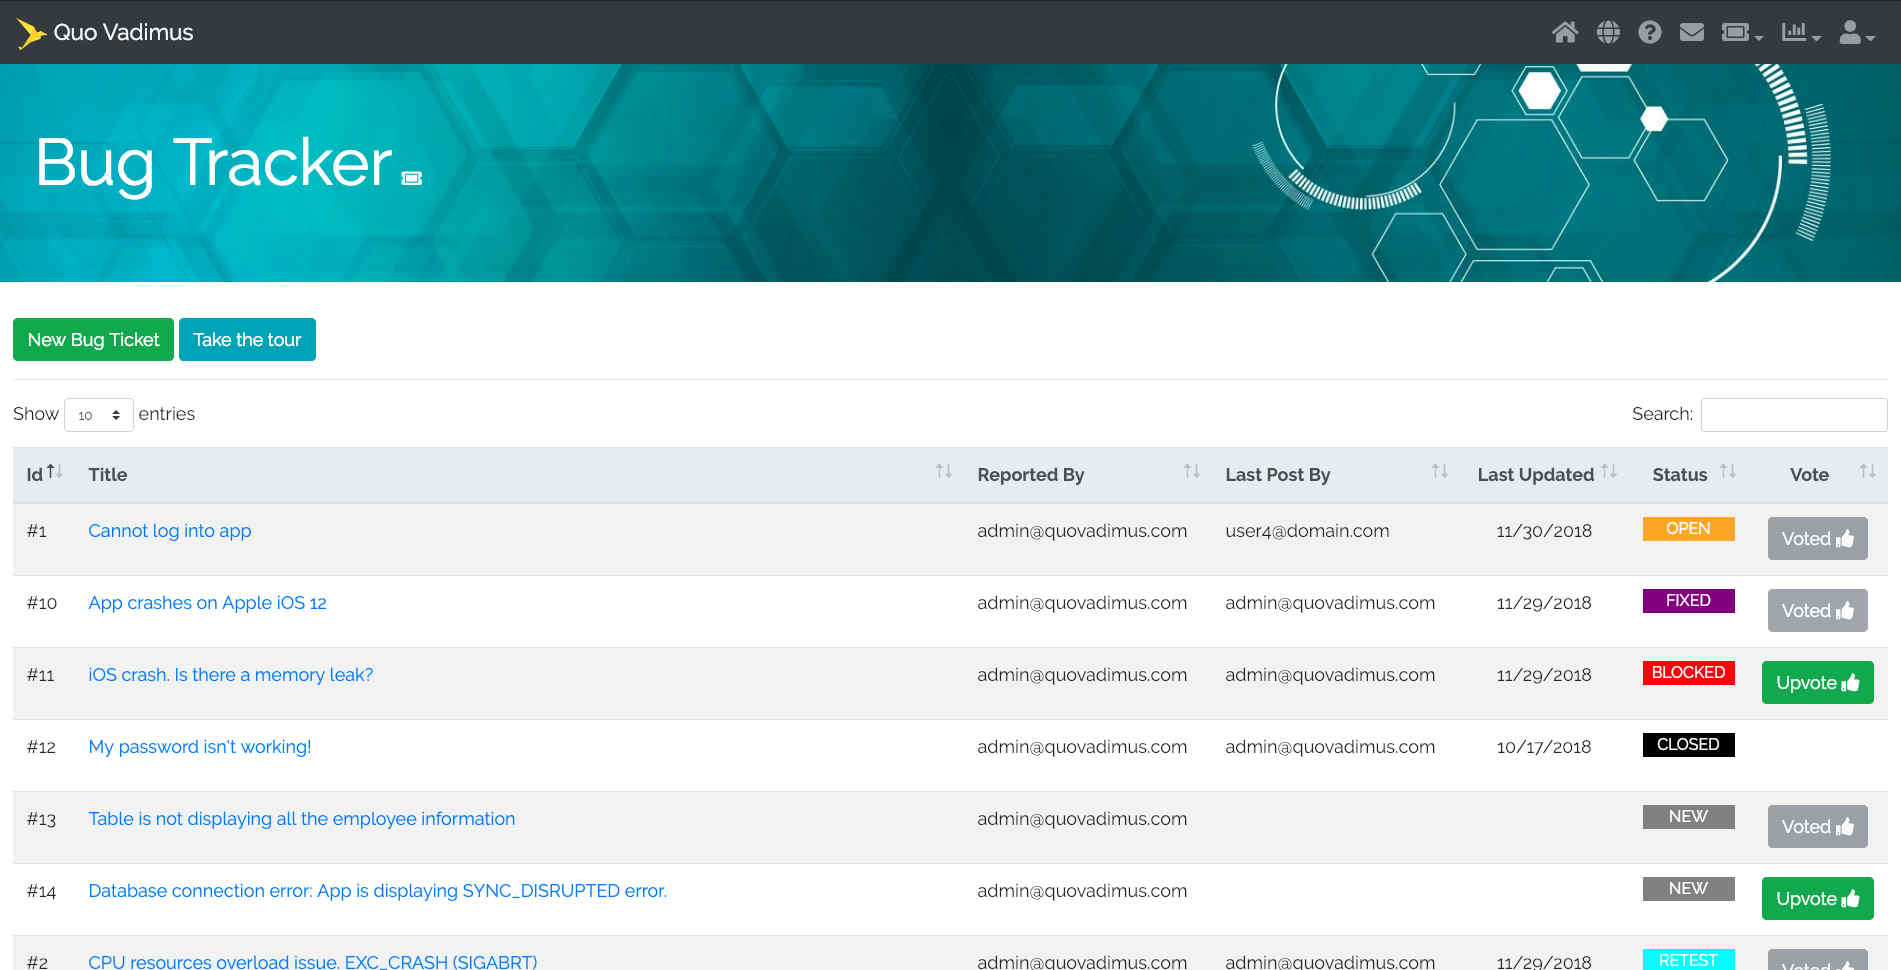 Quo Vadimus
Bug Tracker
New Bug Ticket Take the tour
Show 10 entries Search:
Id Title Reported By Last Post By Last Updated Status Vote
#1 Cannot log into app admin@quovadimus.com user4@domain.com 11/30/2018 OPEN Voted
#10 App crashes on Apple iOS 12 admin@quovadimus.com admin@quovadimus.com 11/29/2018 FIXED Voted
#11 iOS crash. Is there a memory leak? admin@quovadimus.com admin@quovadimus.com 11/29/2018 BLOCKED Upvote
#12 My password isn't working! admin@quovadimus.com admin@quovadimus.com 10/17/2018 CLOSED
#13 Table is not displaying all the employee information admin@quovadimus.com NEW Voted
#14 Database connection error: App is displaying SYNC_DISRUPTED error. admin@quovadimus.com NEW Upvote
#2 CPU resources overload issue. EXC_CRASH (SIGABRT) admin@quovadimus.com admin@quovadimus.com 11/29/2018 RETEST Voted